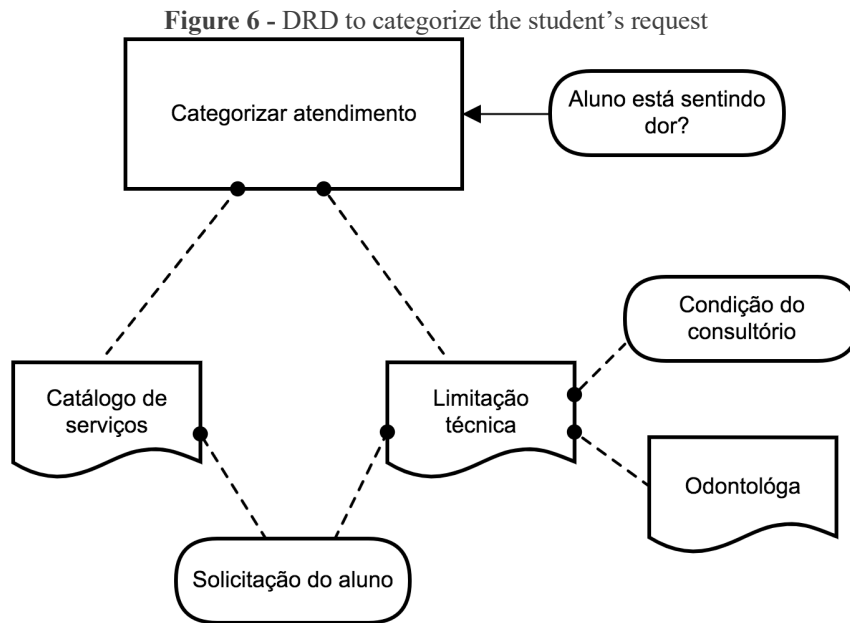 Figure 6 - DRD to categorize the student’s request
Categorizar atendimento
Aluno está sentindo
dor?
Condição do
consultório
Catálogo de
serviços
Limitação
técnica
Odontológa
Solicitação do aluno